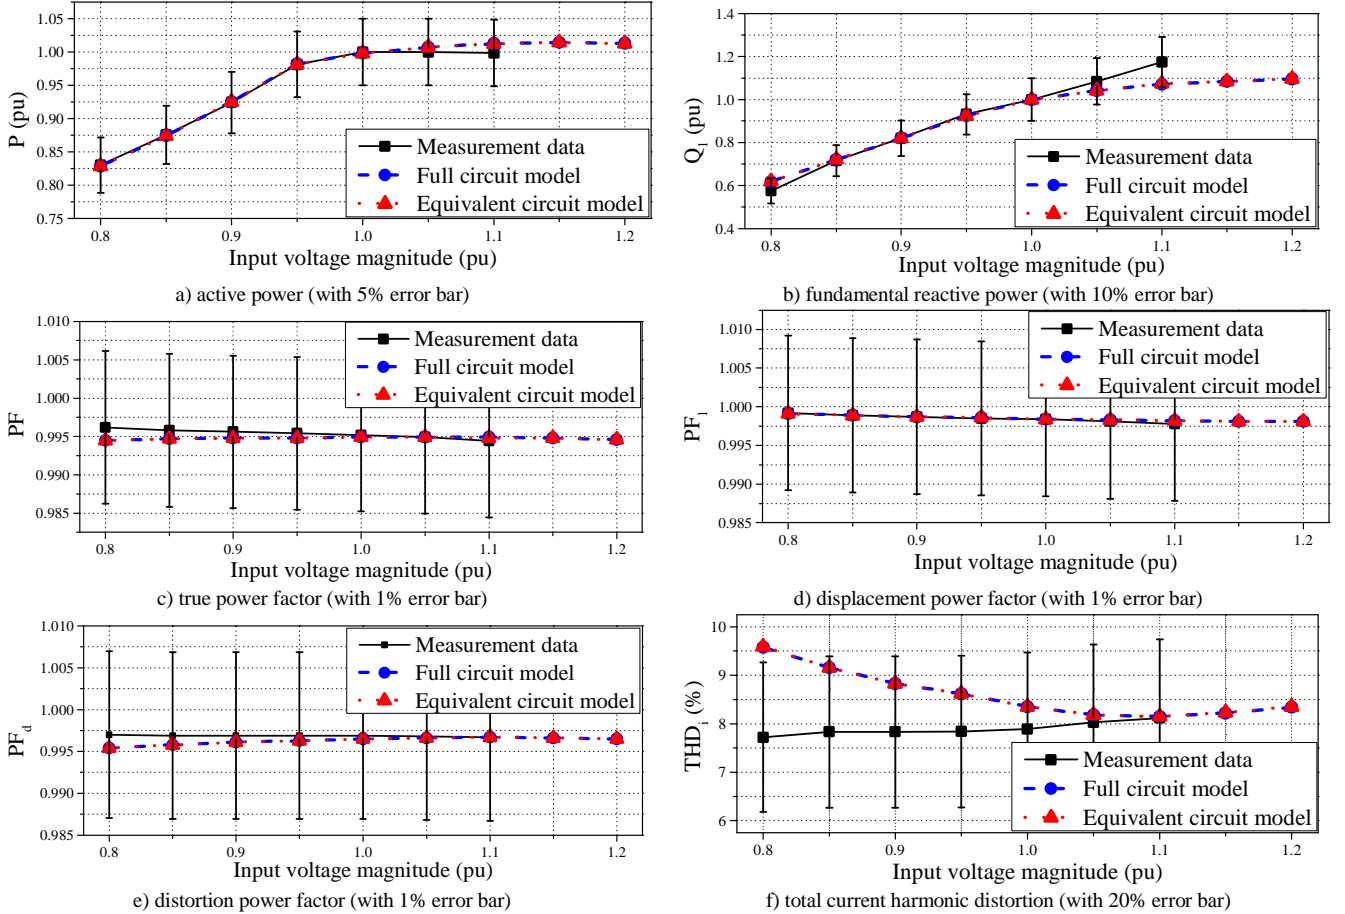 1.05
1.00
0.95
0.90
0.85
0.80
0.75
P (pu)
Measurement data
Full circuit model
Equivalent circuit model
0.8 0.9 1.0 1.1 1.2
Input voltage magnitude (pu)
a) active power (with 5% error bar)
1.4
1.2
1.0
0.8
0.6
0.4
Q1 (pu)
Measurement data
Full circuit model
Equivalent circuit model
0.8 0.9 1.0 1.1 1.2
Input voltage magnitude (pu)
b) fundamental reactive power (with 10% error bar)
1.010
1.005
1.000
0.995
0.990
0.985
PF
Measurement data
Full circuit model
Equivalent circuit model
0.8 0.9 1.0 1.1 1.2
Input voltage magnitude (pu)
c) true power factor (with 1% error bar)
1.010
1.005
1.000
0.995
0.990
0.985
PF1
Measurement data
Full circuit model
Equivalent circuit model
0.8 0.9 1.0 1.1 1.2
Input voltage magnitude (pu)
d) displacement power factor (with 1% error bar)
1.010
1.005
1.000
0.995
0.990
0.985
PFd
Measurement data
Full circuit model
Equivalent circuit model
0.8 0.9 1.0 1.1 1.2
Input voltage magnitude (pu)
e) distortion power factor (with 1% error bar)
10
9
8
7
6
THDi (%)
Measurement data
Full circuit model
Equivalent circuit model
0.8 0.9 1.0 1.1 1.2
Input voltage magnitude (pu)
f) total current harmonic distortion (with 20% error bar)